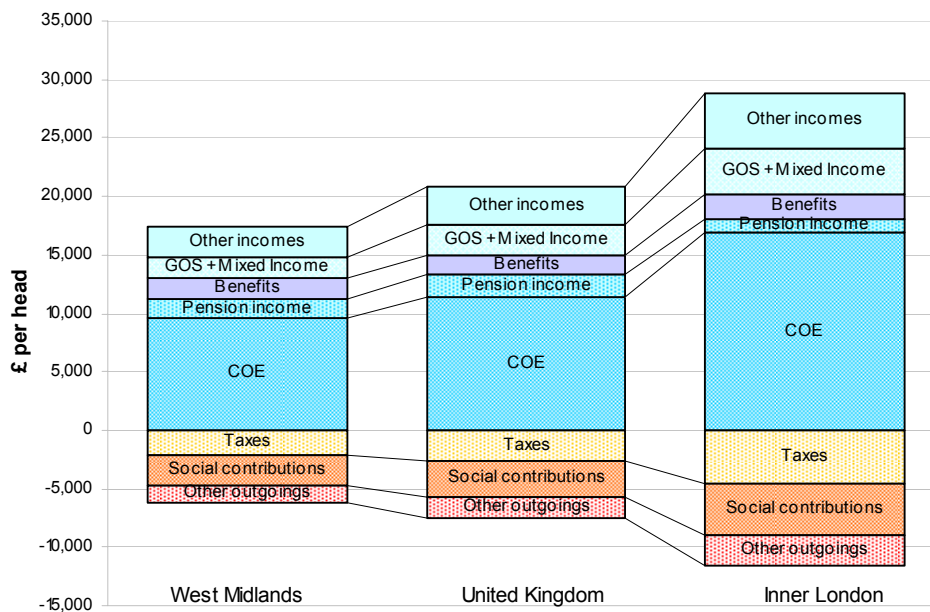 35,000
30,000
25,000
20,000
15,000
10,000
5,000
0
-5,000
-10,000
-15,000
£ per head
Other incomes
GOS + Mixed Income
Benefits
Pension income
COE
Taxes
Social contributions
Other outgoings
West Midlands
Other incomes
GOS + Mixed Income
Benefits
Pension income
COE
Taxes
Social contributions
Other outgoings
United Kingdom
Other incomes
GOS + Mixed Income
Benefits
Pension income
COE
Taxes
Social contributions
Other outgoings
Inner London